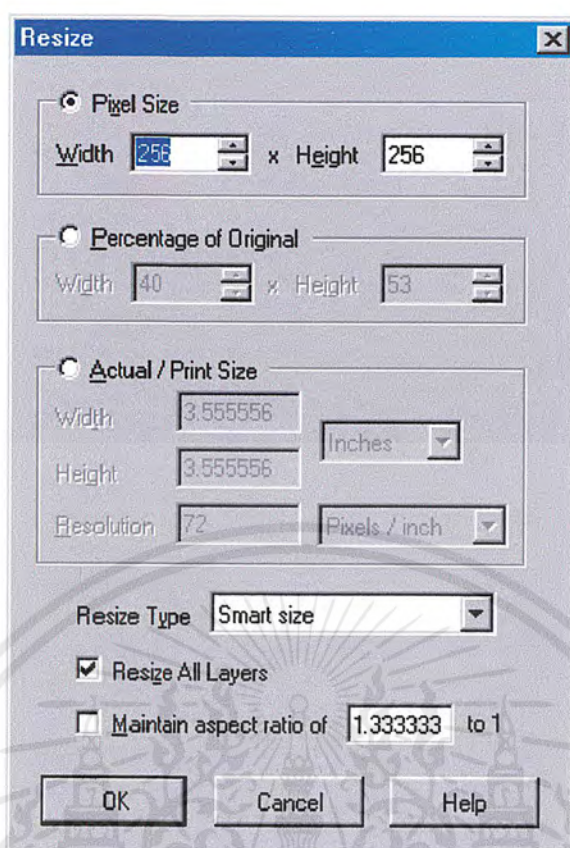 Resize
Pixel Size
Width 256 x Height 256
Percentage of Original
Width 40 x Height 53
Actual / Print Size
Width 3.555556
Inches
Height 3.555556
Resolution 72 Pixels / inch
Resize Type Smart size
Resize All Layers
Maintain aspect ratio of 1.333333 to 1
OK Cancel Help